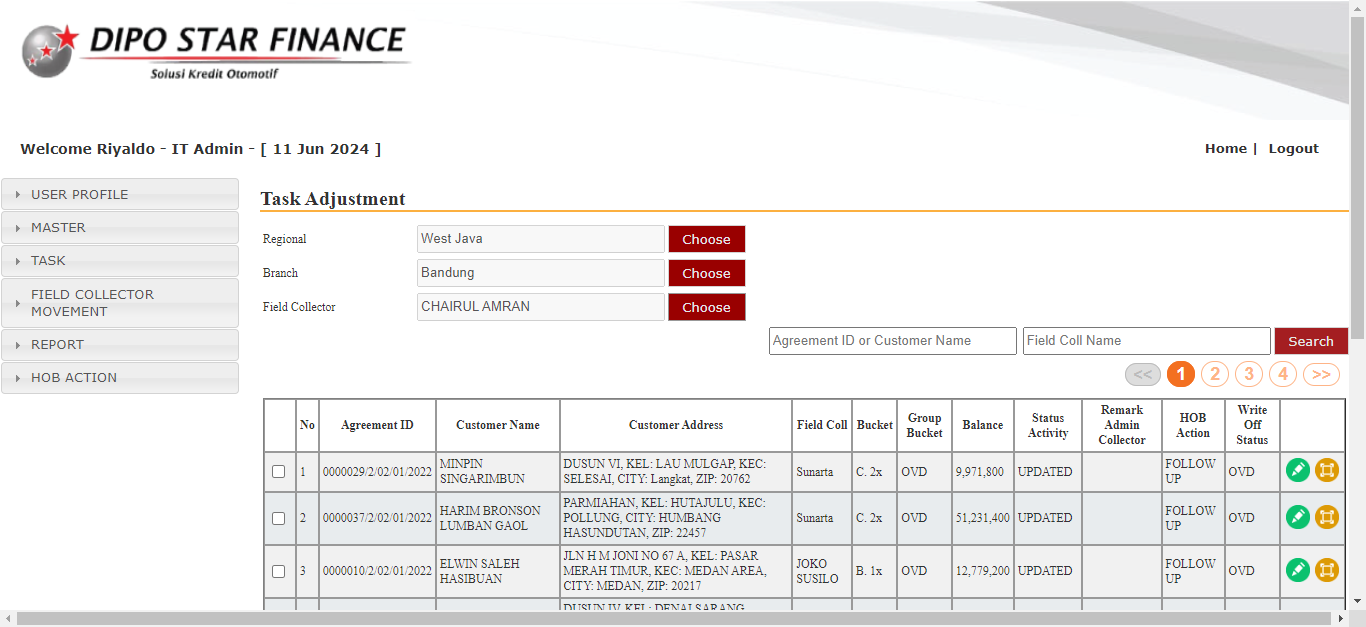 DIPO STAR FINANCE
Solusi Kredit Otomotif
Welcome Riyaldo - IT Admin - [ 11 Jun 2024 ]
Home | Logout
USER PROFILE
MASTER
TASK
FIELD COLLECTOR
MOVEMENT
REPORT
HOB ACTION
Task Adjustment
Regional West Java Choose
Branch Bandung Choose
Field Collector CHAIRUL AMRAN Choose
Agreement ID or Customer Name Field Coll Name Search
<< 1 2 3 4 >>
No Agreement ID Customer Name Customer Address Field Coll Bucket Group Bucket Balance Status Activity Remark Admin Collector HOB Action Write Off Status
1 0000029/2/02/01/2022 MINPIN SINGARIMBUN DUSUN VI, KEL: LAU MULGAP, KEC: SELESAI, CITY: Langkat, ZIP: 20762 Sunarta C. 2x OVD 9,971,800 UPDATED FOLLOW UP OVD
2 0000037/2/02/01/2022 HARIM BRONSON LUMBAN GAOL PARMIAHAN, KEL: HUTAJULU, KEC: POLLUNG, CITY: HUMBANG HASUNDUTAN, ZIP: 22457 Sunarta C. 2x OVD 51,231,400 UPDATED FOLLOW UP OVD
3 0000010/2/02/01/2022 ELWIN SALEH HASIBUAN JLN H M JONI NO 67 A, KEL: PASAR MERAH TIMUR, KEC: MEDAN AREA, CITY: MEDAN, ZIP: 20217 JOKO SUSILO B. 1x OVD 12,779,200 UPDATED FOLLOW UP OVD
DUSUN IV, KEL: DENAI SARANG